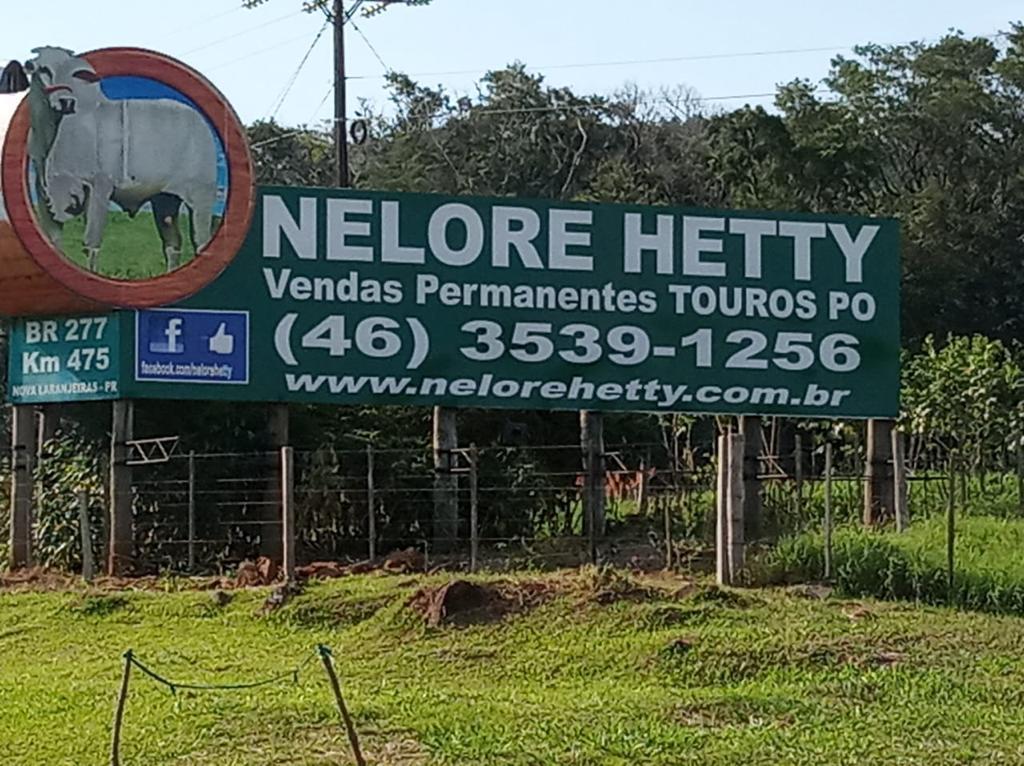 NELORE HETTY
Vendas Permanentes TOUROS PO
(46) 3539-1256
www.nelorehetty.com.br
BR 277
Km 475
NOVA LARANJEIRAS - PR
f
facebook.com/nelorehetty